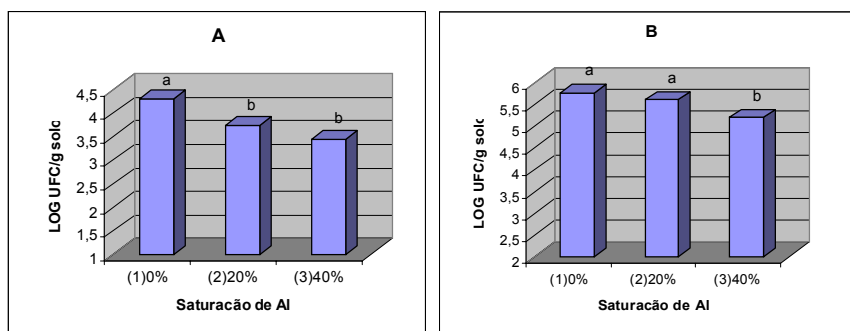 A
LOG UFC/g solo
4,5
4
3,5
3
2,5
2
1,5
1
a
b
b
(1)0%
(2)20%
(3)40%
Saturacão de Al
B
LOG UFC/g solo
6
5,5
5
4,5
4
3,5
3
2,5
2
a
a
b
(1)0%
(2)20%
(3)40%
Saturacão de Al